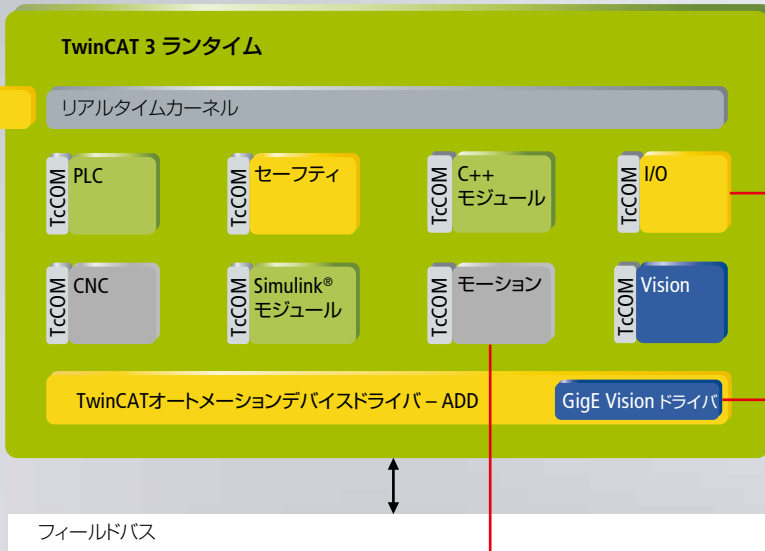 TwinCAT 3 ランタイム
リアルタイムカーネル
TcCOM
PLC
TcCOM
セーフティ
TcCOM
C++
モジュール
TcCOM
I/O
TcCOM
CNC
TcCOM
Simulink®
モジュール
TcCOM
モーション
TcCOM
Vision
TwinCATオートメーションデバイスドライバ – ADD
GigE Vision ドライバ
フィールドバス